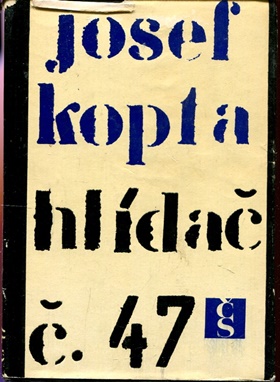 josef
kopta
hlídač
č. 47
čs